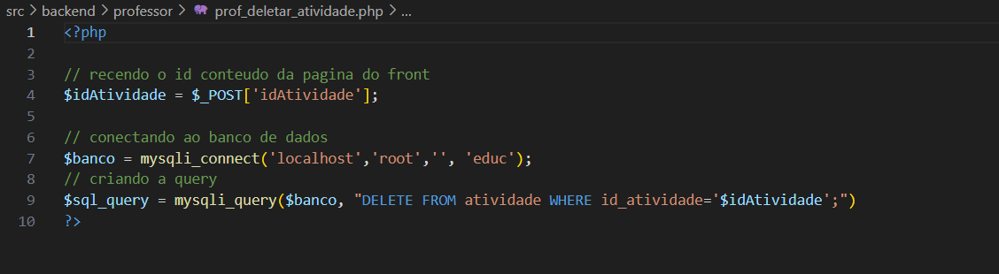 src > backend > professor > prof_deletar_atividade.php > ...
1 <?php
2
3 // recendo o id conteudo da pagina do front
4 $idAtividade = $_POST['idAtividade'];
5
6 // conectando ao banco de dados
7 $banco = mysqli_connect('localhost','root','', 'educ');
8 // criando a query
9 $sql_query = mysqli_query($banco, "DELETE FROM atividade WHERE id_atividade='$idAtividade';")
10 ?>